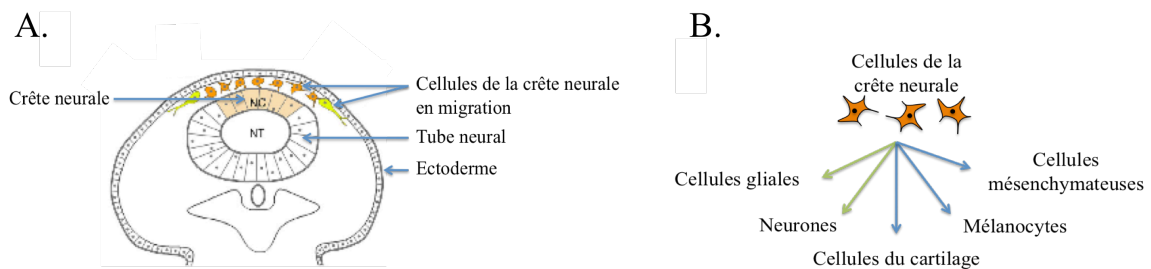 A.
Crête neurale
NC
NT
Cellules de la crête neurale
en migration
Tube neural
Ectoderme
B.
Cellules de la
crête neurale
Cellules gliales
Neurones
Cellules du cartilage
Mélanocytes
Cellules
mésenchymateuses